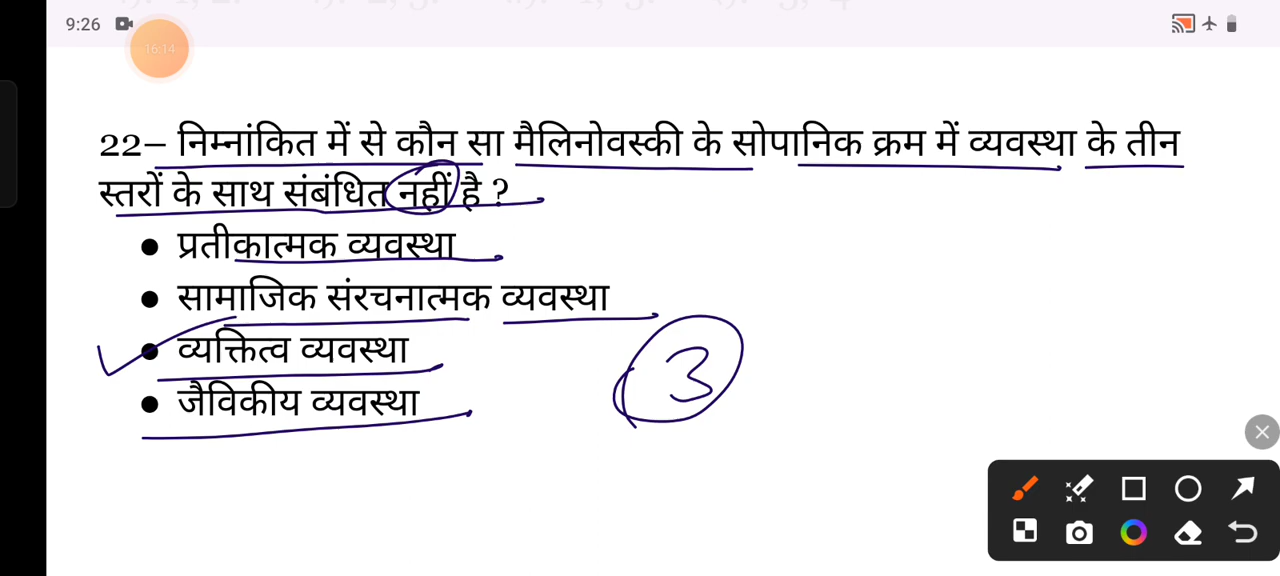 9:26
16:14
22– निम्नांकित में से कौन सा मैलिनोवस्की के सोपानिक क्रम में व्यवस्था के तीन
स्तरों के साथ संबंधित नहीं है ?
● प्रतीकात्मक व्यवस्था
● सामाजिक संरचनात्मक व्यवस्था
● व्यक्तित्व व्यवस्था
● जैविकीय व्यवस्था
3